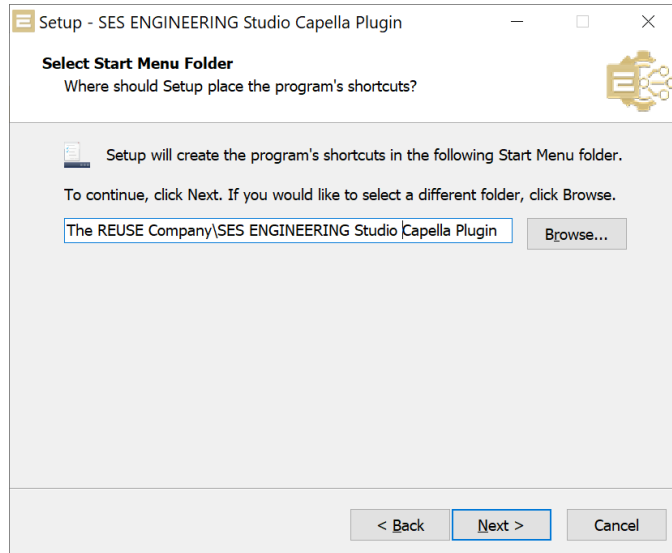 Setup - SES ENGINEERING Studio Capella Plugin
Select Start Menu Folder
Where should Setup place the program's shortcuts?
Setup will create the program's shortcuts in the following Start Menu folder.
To continue, click Next. If you would like to select a different folder, click Browse.
The REUSE Company\SES ENGINEERING Studio Capella Plugin
Browse...
< Back
Next >
Cancel